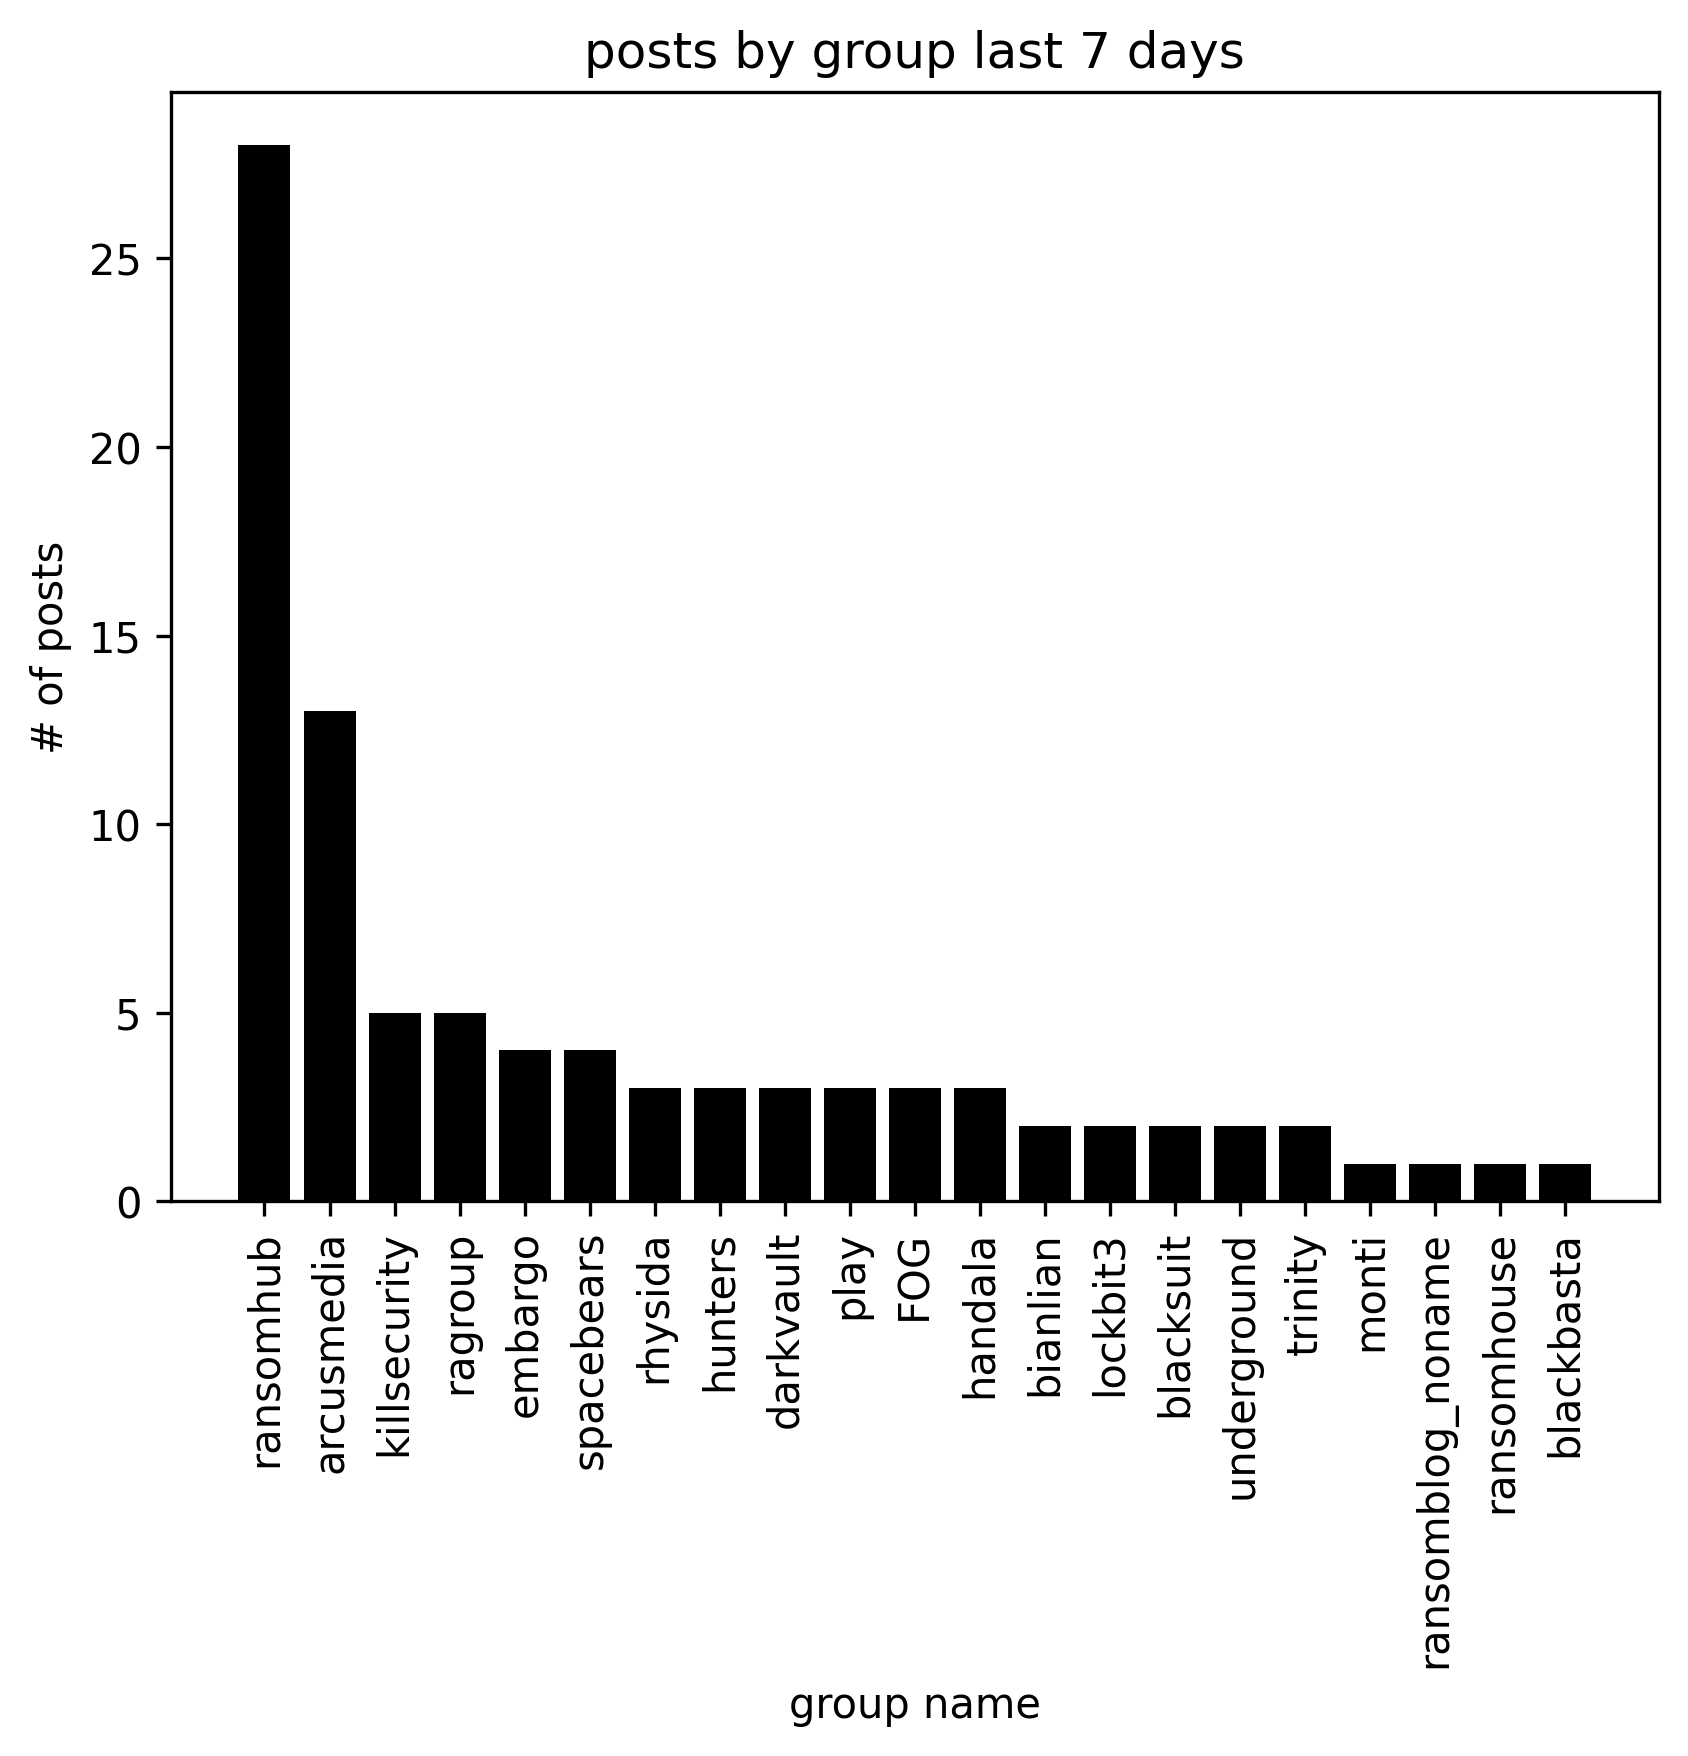 posts by group last 7 days
# of posts
25
20
15
10
5
0
ransomhub
arcusmedia
killsecurity
ragroup
embargo
spacebears
rhysida
hunters
darkvault
play
FOG
handala
bianlian
lockbit3
blacksuit
underground
trinity
monti
ransomblog_noname
ransomhouse
blackbasta
group name